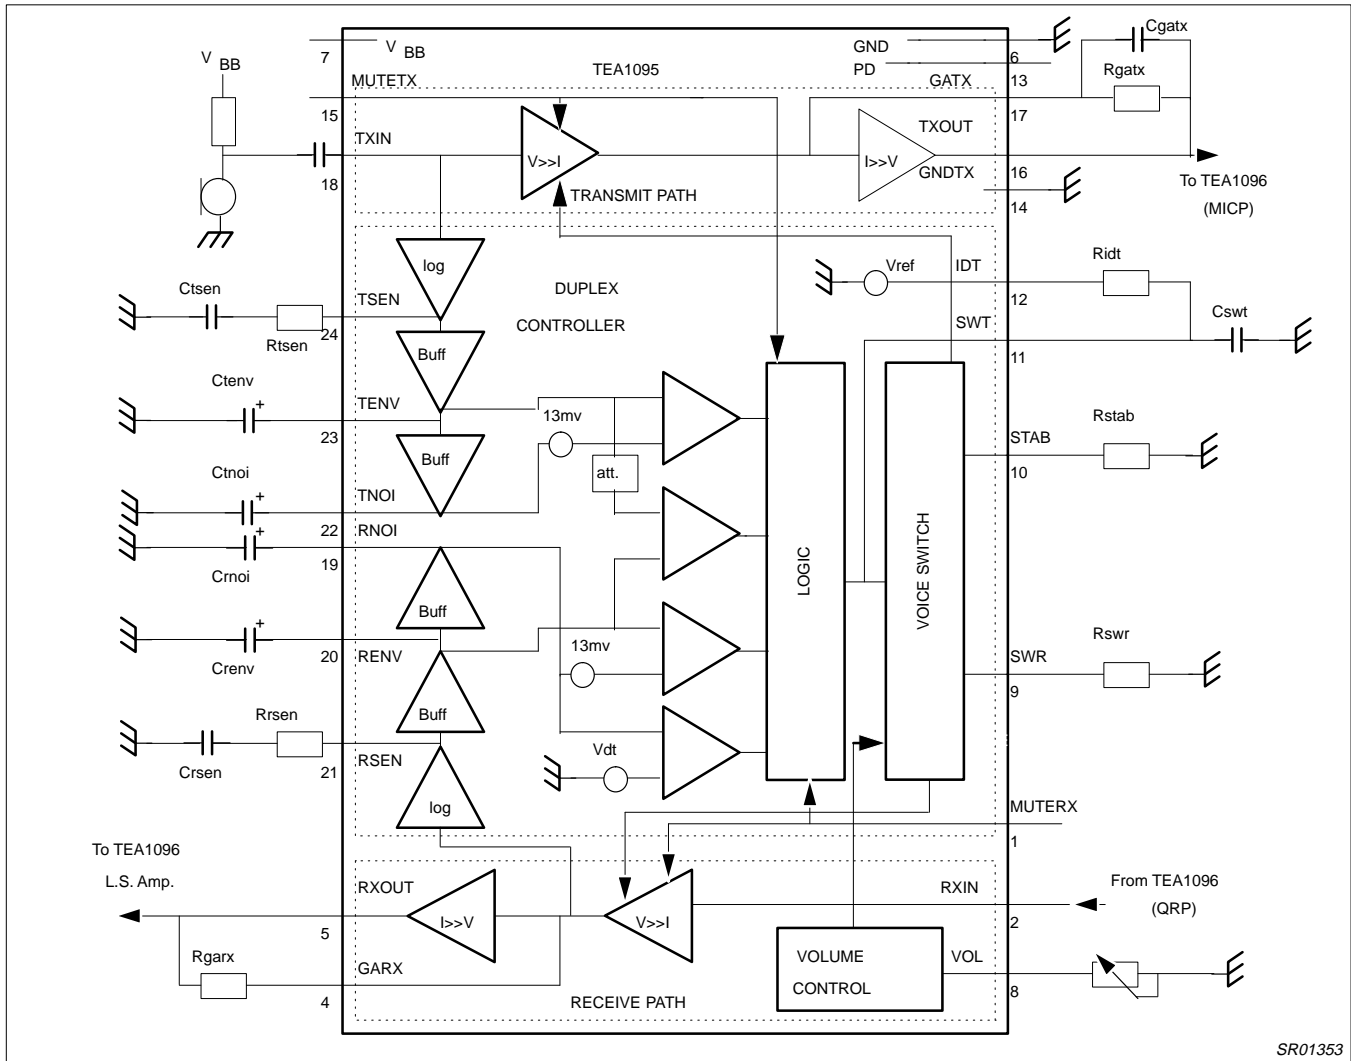 V BB
7
V BB
TEA1095
GND
6
PD
13
Cgatx
Rgatx
MUTETX
15
GATX
17
TXIN
18
V>>I
TRANSMIT PATH
I>>V
TXOUT
16
GNDTX
14
To TEA1096
(MICP)
log
DUPLEX
CONTROLLER
Vref
IDT
12
Ridt
Ctsen
Rtsen
TSEN
24
SWT
11
Cswt
Buff
Ctenv
TENV
23
+
13mv
att.
Buff
STAB
10
Rstab
Ctnoi
+
TNOI
22
RNOI
19
Crnoi
+
LOGIC
VOICE SWITCH
Buff
Crenv
+
20
RENV
13mv
SWR
9
Rswr
Buff
Crsen
Rrsen
RSEN
21
Vdt
log
MUTERX
1
To TEA1096
L.S. Amp.
RXOUT
5
I>>V
V>>I
RXIN
2
From TEA1096
(QRP)
Rgarx
GARX
4
RECEIVE PATH
VOLUME
CONTROL
VOL
8
SR01353